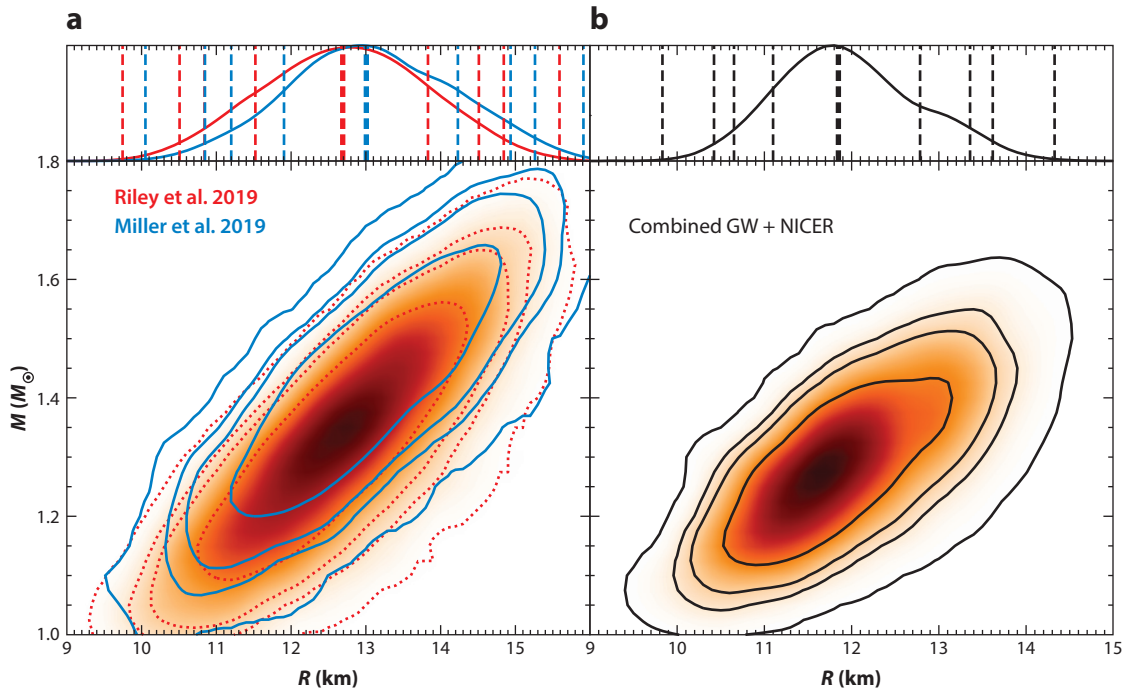 a
b
1.8
1.6
1.4
1.2
1.0
M (M☉)
Riley et al. 2019
Miller et al. 2019
Combined GW + NICER
9 10 11 12 13 14 15 9 10 11 12 13 14 15
R (km)
R (km)